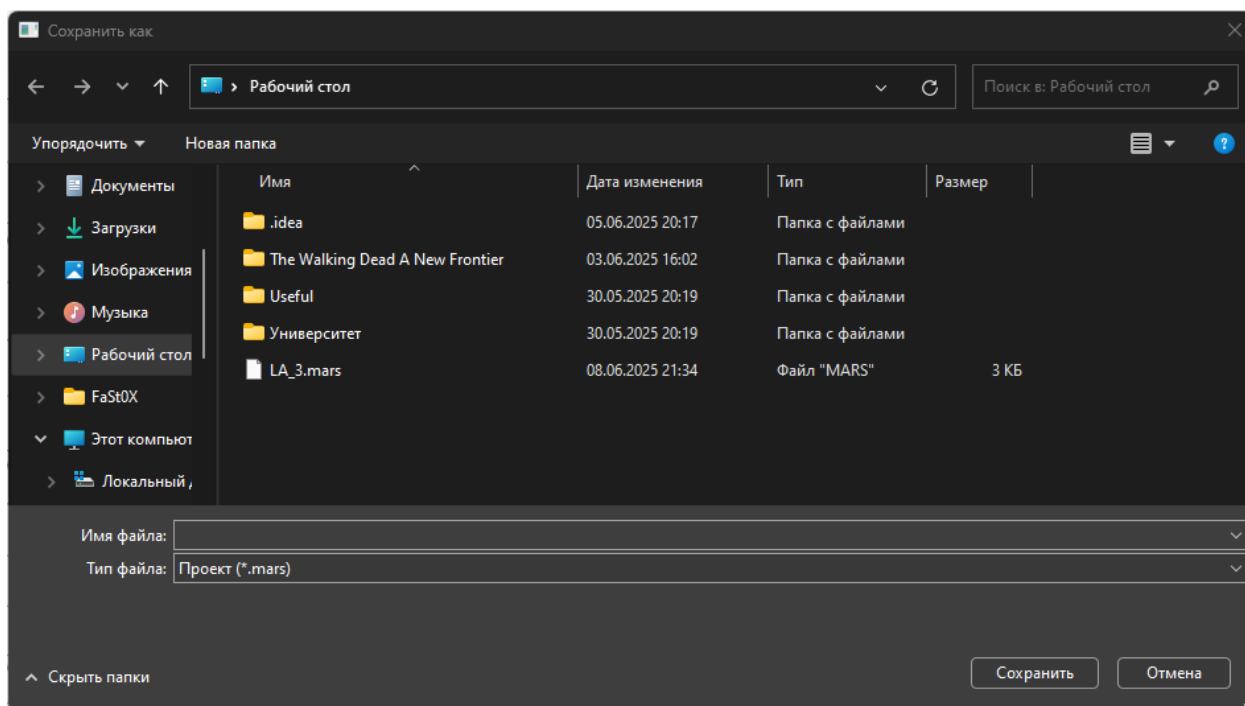 Сохранить как
Рабочий стол
Поиск в: Рабочий стол
Упорядочить
Новая папка
Документы
Загрузки
Изображения
Музыка
Рабочий стол
FaSt0X
Этот компьют
Локальный
Имя Дата изменения Тип Размер
.idea 05.06.2025 20:17 Папка с файлами
The Walking Dead A New Frontier 03.06.2025 16:02 Папка с файлами
Useful 30.05.2025 20:19 Папка с файлами
Университет 30.05.2025 20:19 Папка с файлами
LA_3.mars 08.06.2025 21:34 Файл "MARS" 3 КБ
Имя файла:
Тип файла: Проект (*.mars)
Скрыть папки
Сохранить
Отмена